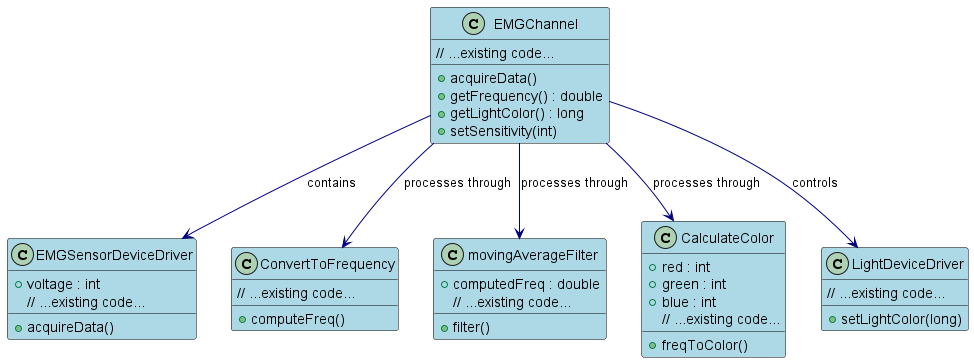 C EMGChannel
// ...existing code...
acquireData()
getFrequency() : double
getLightColor() : long
setSensitivity(int)
contains
processes through
processes through
processes through
controls
C EMGSensorDeviceDriver
voltage : int
// ...existing code...
acquireData()
C ConvertToFrequency
// ...existing code...
computeFreq()
C movingAverageFilter
computedFreq : double
// ...existing code...
filter()
C CalculateColor
red : int
green : int
blue : int
// ...existing code...
freqToColor()
C LightDeviceDriver
// ...existing code...
setLightColor(long)